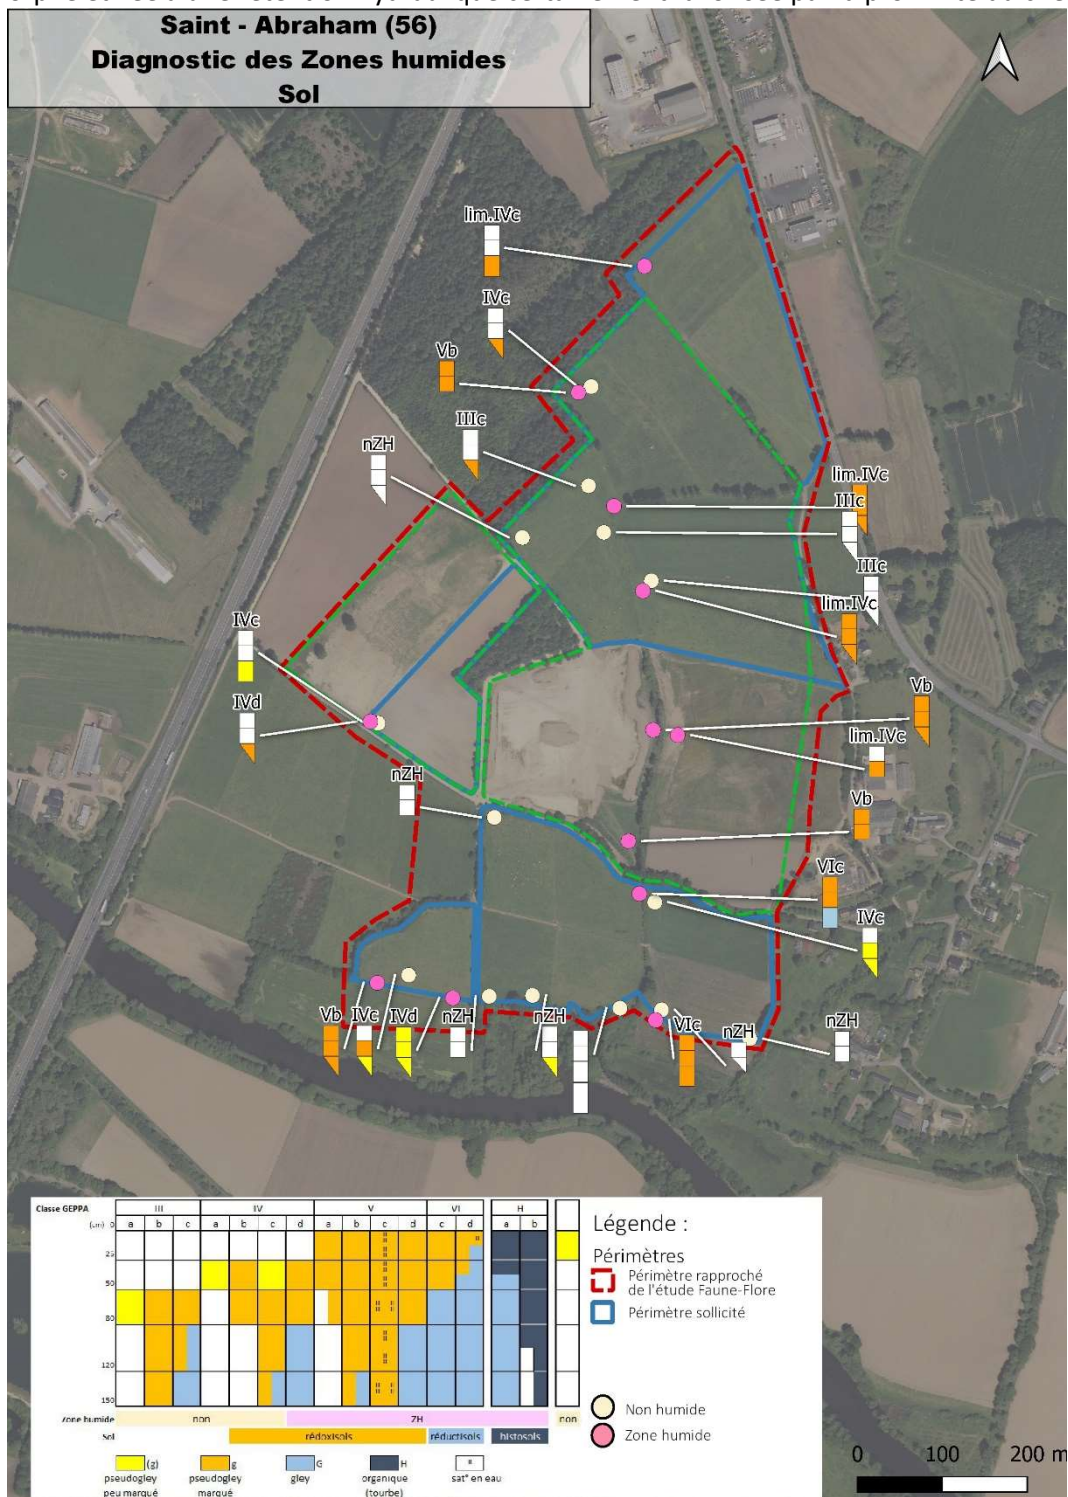 Saint - Abraham (56)
Diagnostic des Zones humides
Sol
lim.IVc
IVc
Vb
IIIc
nZH
lim.IVc
IIIc
IIIc
lim.IVc
IVc
IVd
Vb
lim.IVc
nZH
Vb
VIc
IVc
Vb IVc IVd nZH nZH VIc nZH nZH
Classe GEPPA III IV V VI H
(cm) 0 a b c a b c d a b c d c d a b
25
50
80
120
150
Zone humide non ZH non
Sol rédoxisols réductisols histosols
(g) g G H
pseudogley pseudogley gley organique sat° en eau
peu marqué marqué (tourbe)
Légende :
Périmètres
Périmètre rapproché
de l'étude Faune-Flore
Périmètre sollicité
Non humide
Zone humide
0 100 200 m